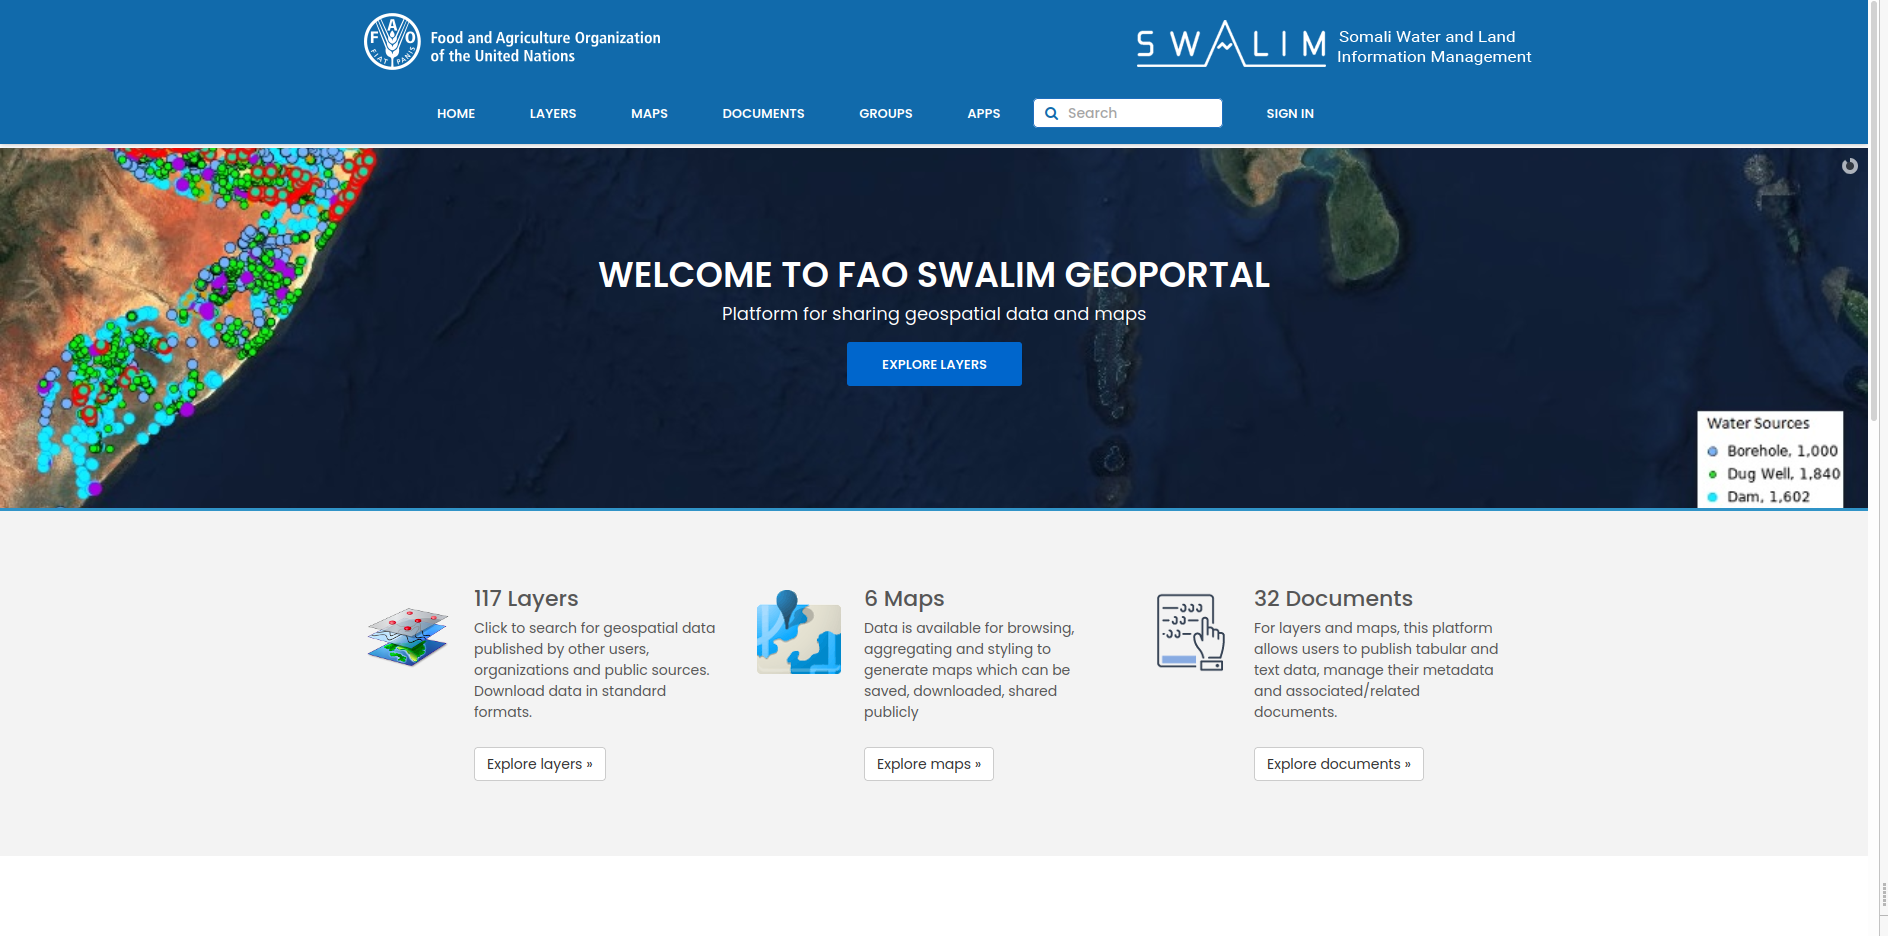 FAO
FIAT PANIS
Food and Agriculture Organization
of the United Nations
SWALIM
Somali Water and Land
Information Management
HOME LAYERS MAPS DOCUMENTS GROUPS APPS Search SIGN IN
WELCOME TO FAO SWALIM GEOPORTAL
Platform for sharing geospatial data and maps
EXPLORE LAYERS
Water Sources
Borehole, 1,000
Dug Well, 1,840
Dam, 1,602
117 Layers
Click to search for geospatial data
published by other users,
organizations and public sources.
Download data in standard
formats.
Explore layers »
6 Maps
Data is available for browsing,
aggregating and styling to
generate maps which can be
saved, downloaded, shared
publicly
Explore maps »
32 Documents
For layers and maps, this platform
allows users to publish tabular and
text data, manage their metadata
and associated/related
documents.
Explore documents »